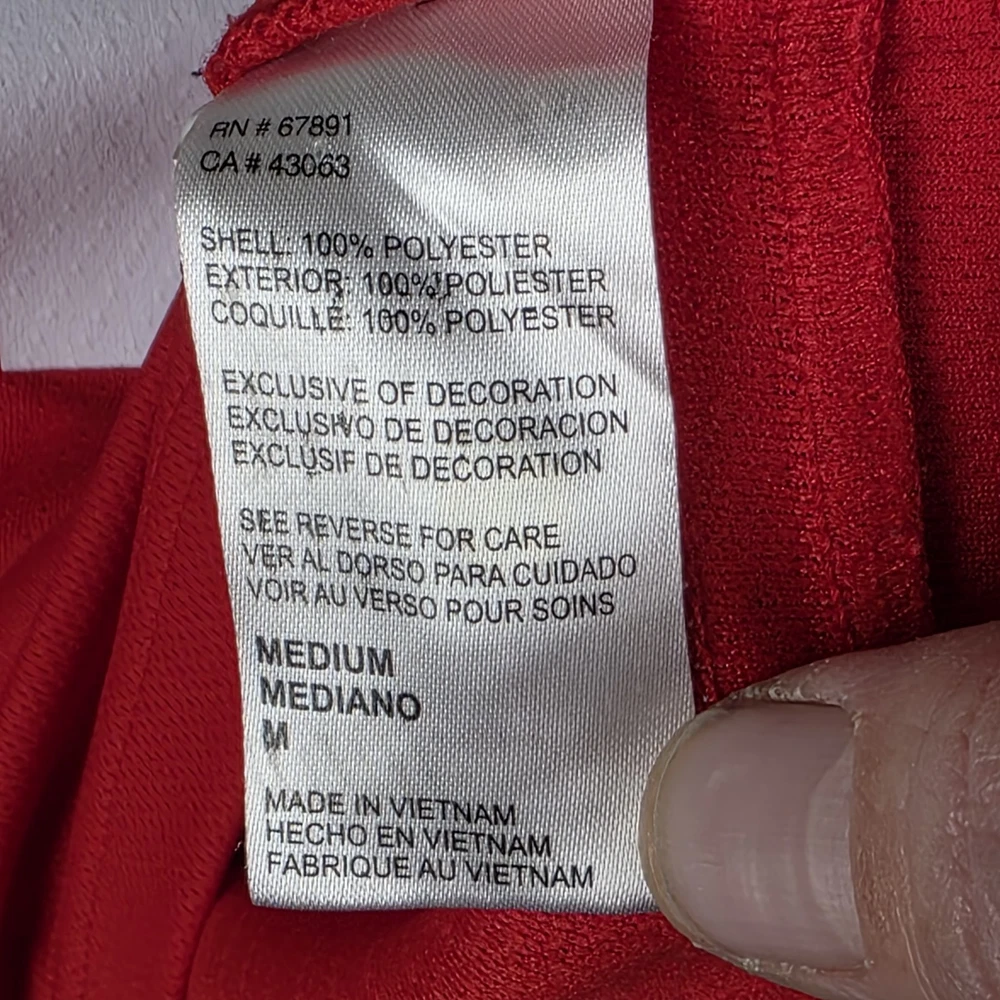 RN # 67891
CA # 43063
SHELL: 100% POLYESTER
EXTERIOR: 100% POLIESTER
COQUILLE: 100% POLYESTER
EXCLUSIVE OF DECORATION
EXCLUSIVO DE DECORACION
EXCLUSIF DE DECORATION
SEE REVERSE FOR CARE
VER AL DORSO PARA CUIDADO
VOIR AU VERSO POUR SOINS
MEDIUM
MEDIANO
M
MADE IN VIETNAM
HECHO EN VIETNAM
FABRIQUE AU VIETNAM